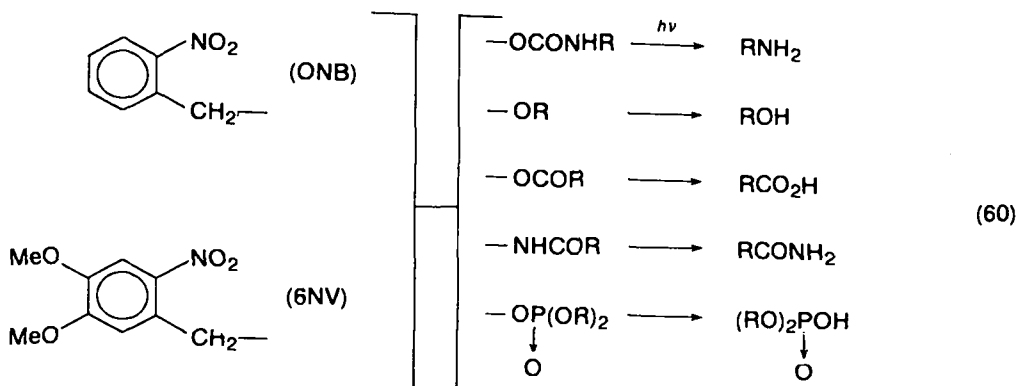 NO₂
(ONB)
CH₂—
MeO
NO₂
MeO
(6NV)
CH₂—
—OCONHR hν RNH₂
—OR ROH
—OCOR RCO₂H
—NHCOR RCONH₂
—OP(OR)₂ (RO)₂POH
O O
(60)